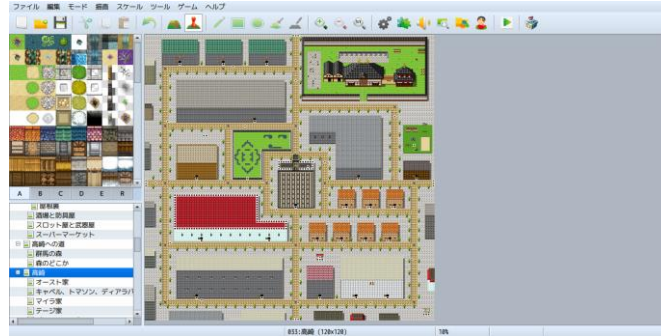 ファイル 編集 モード 描画 スケール ツール ゲーム ヘルプ
A B C D E R
屋根裏
酒場と防具屋
スロット屋と武器屋
スーパーマーケット
高崎への道
群馬の森
森のどこか
高崎
オースト家
キャベル、トマソン、ディアラバ
マイラ家
テージ家
053:高崎 (120x120)
10%